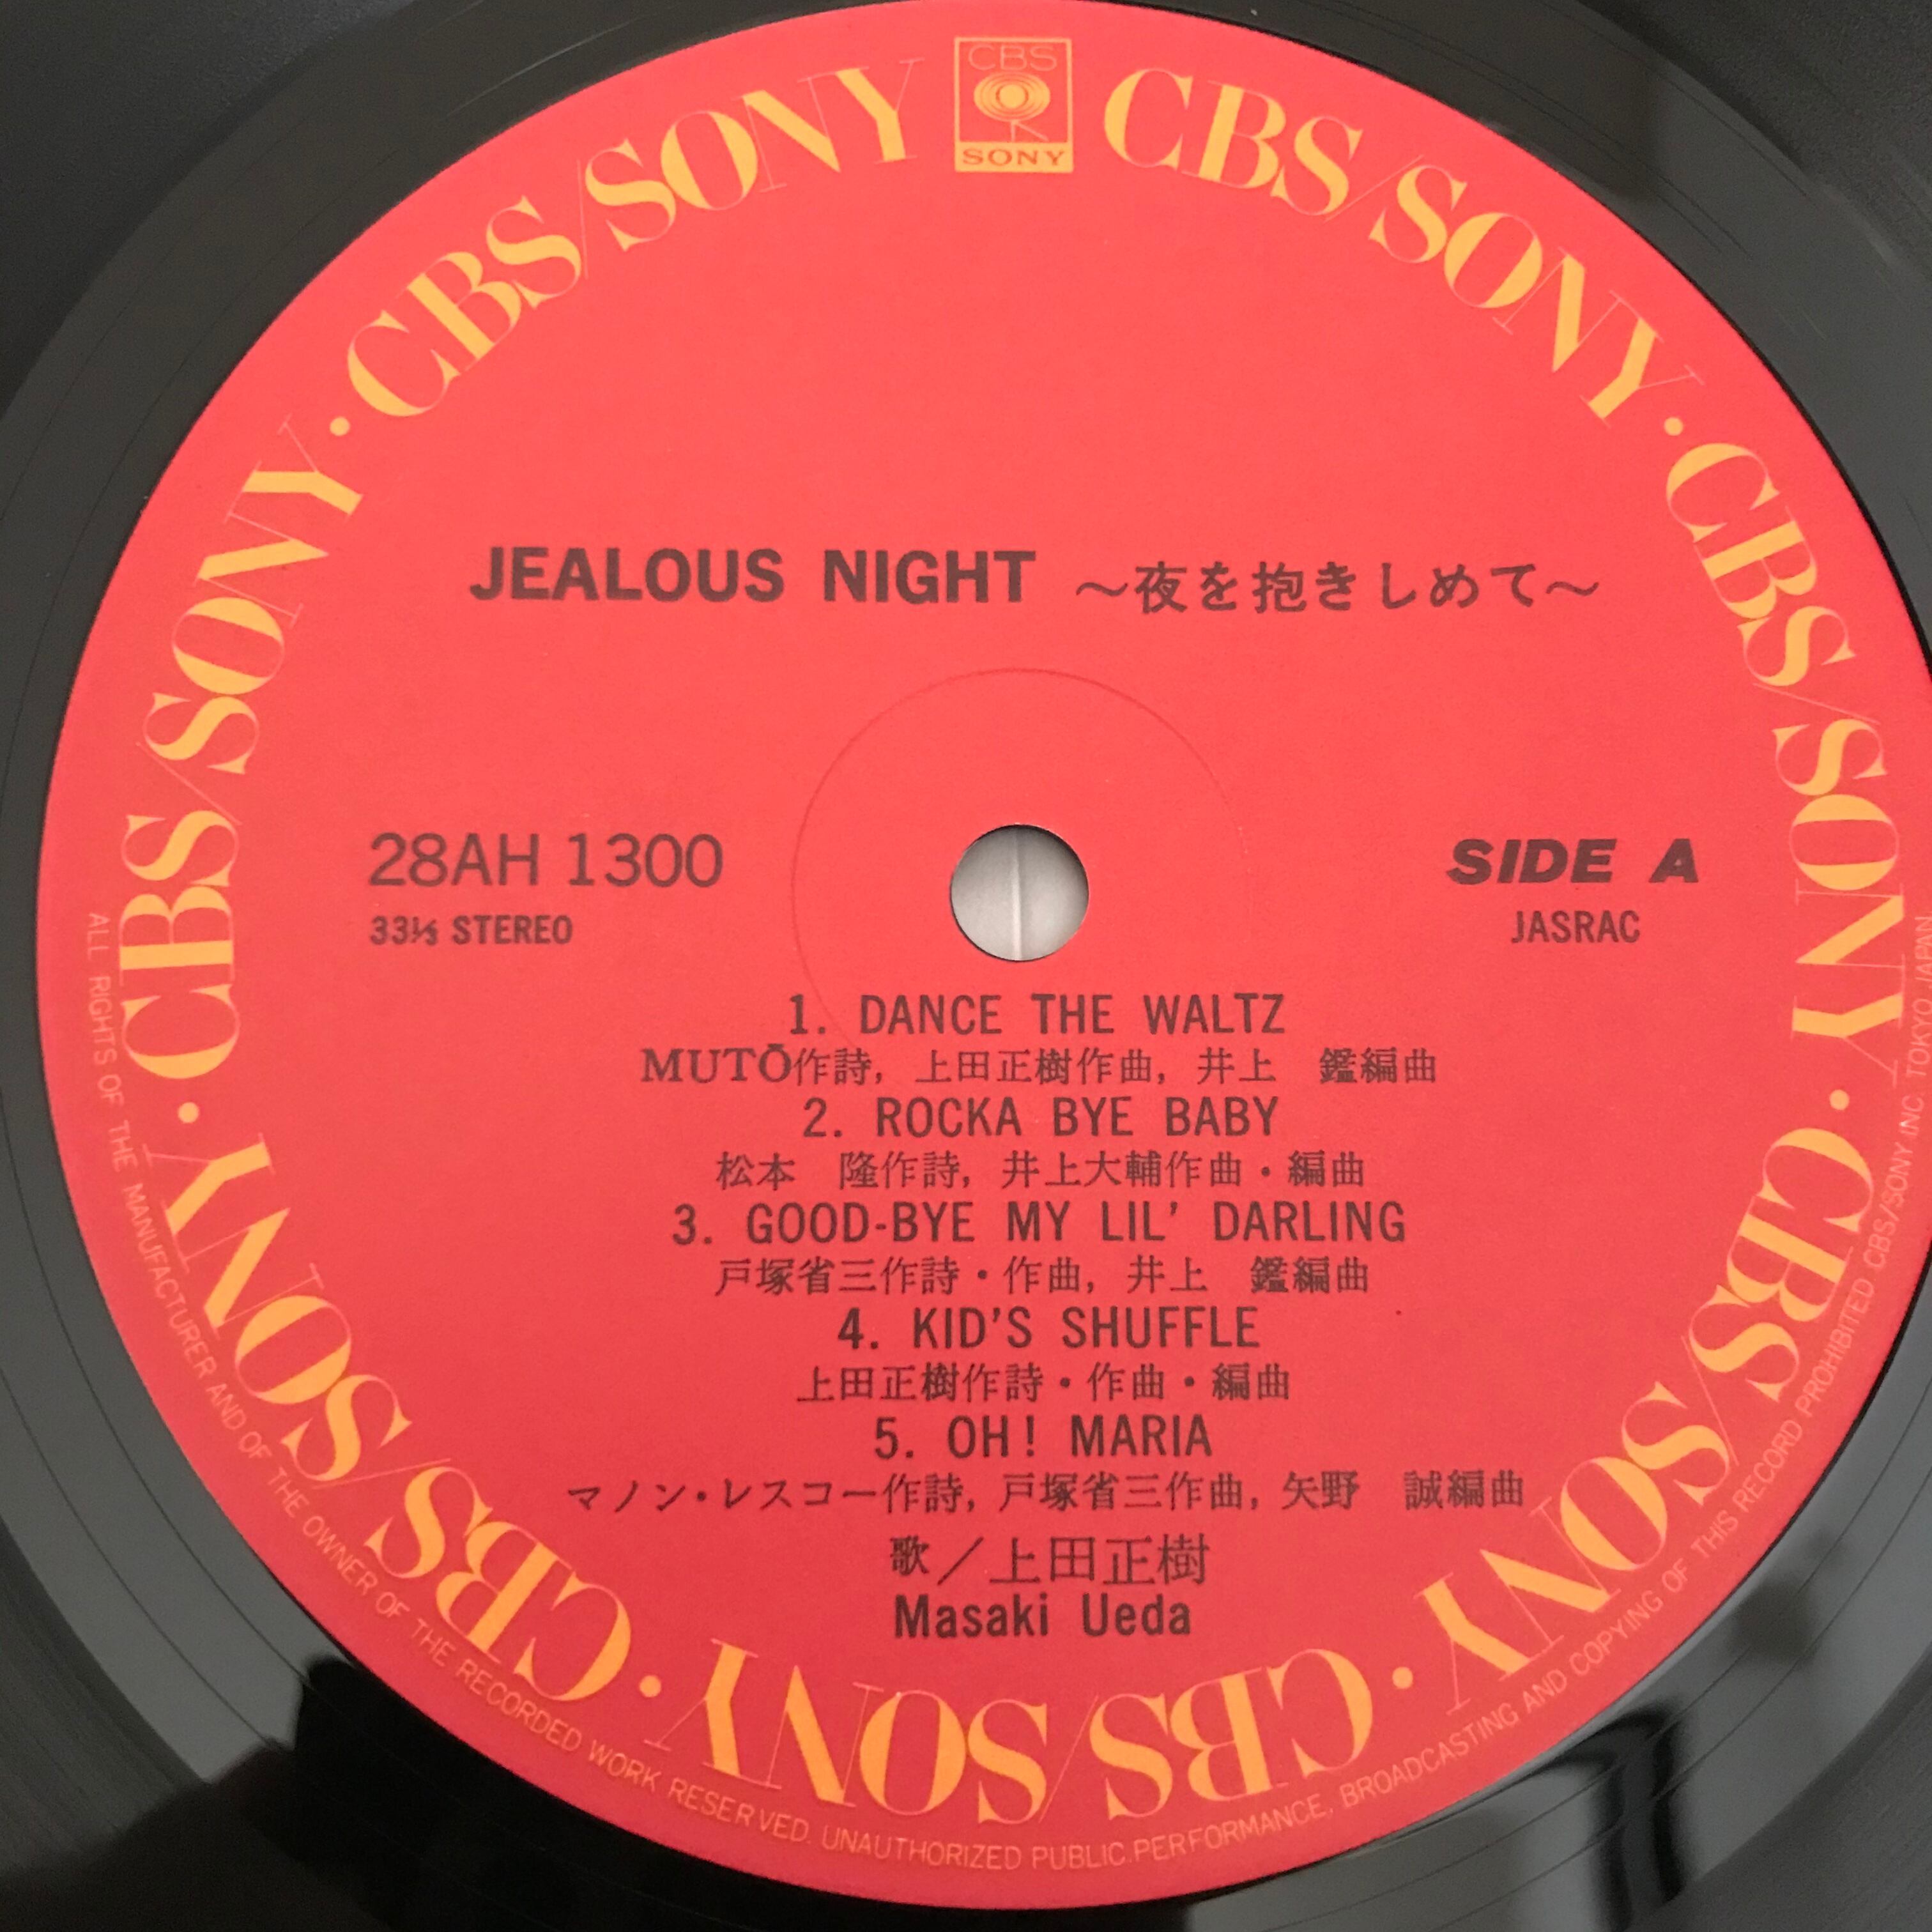 CBS
SONY
CBS/SONY・CBS/SONY・CBS/SONY・CBS/SONY・CBS/SONY・CBS/SONY・CBS/SONY
JEALOUS NIGHT ～夜を抱きしめて～
28AH 1300
33⅓ STEREO
SIDE A
JASRAC
1. DANCE THE WALTZ
MUTŌ作詩, 上田正樹作曲, 井上　鑑編曲
2. ROCKA BYE BABY
松本　隆作詩, 井上大輔作曲・編曲
3. GOOD-BYE MY LIL' DARLING
戸塚省三作詩・作曲, 井上　鑑編曲
4. KID'S SHUFFLE
上田正樹作詩・作曲・編曲
5. OH! MARIA
マノン・レスコー作詩, 戸塚省三作曲, 矢野　誠編曲
歌／上田正樹
Masaki Ueda
ALL RIGHTS OF THE MANUFACTURER AND OF THE OWNER OF THE RECORDED WORK RESERVED. UNAUTHORIZED PUBLIC.PERFORMANCE, BROADCASTING AND COPYING OF THIS RECORD PROHIBITED CBS/SONY INC. TOKYO, JAPAN